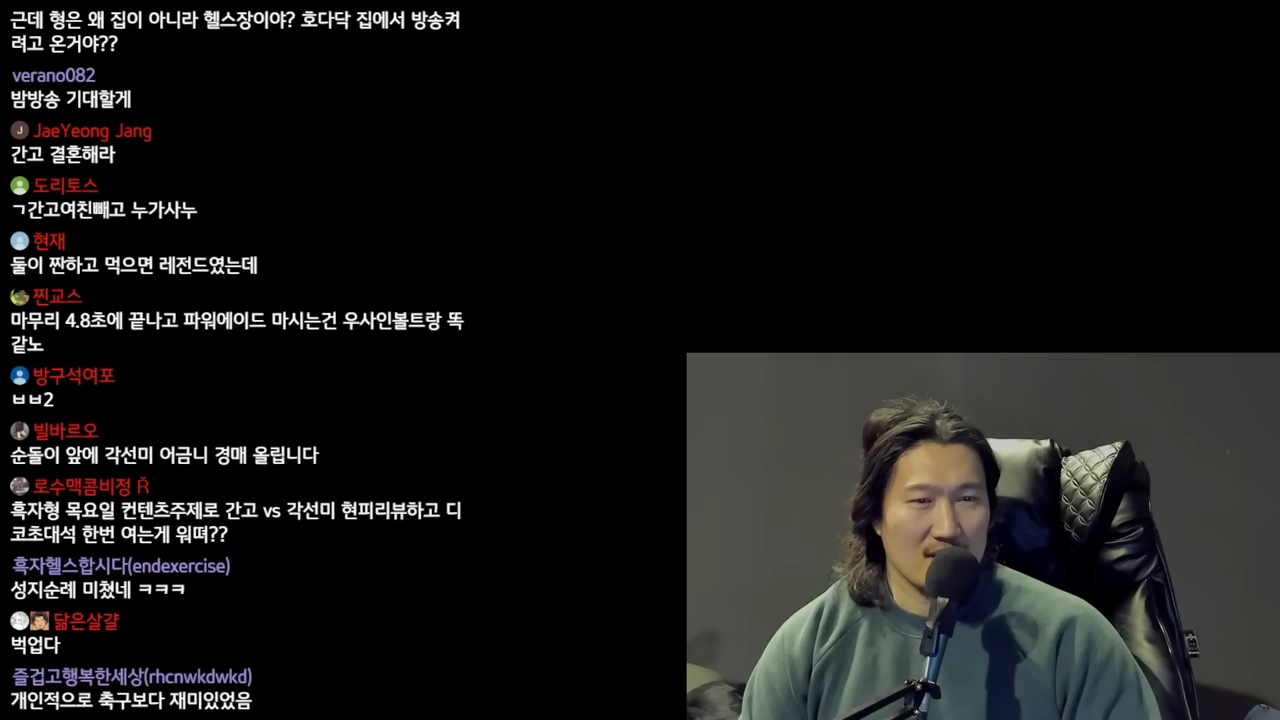 근데 형은 왜 집이 아니라 헬스장이야? 호다닥 집에서 방송켜
려고 온거야??
verano082
밤방송 기대할게
J JaeYeong Jang
간고 결혼해라
도리토스
ㄱ간고여친빼고 누가사누
현재
둘이 짠하고 먹으면 레전드였는데
찐교스
마무리 4.8초에 끝나고 파워에이드 마시는건 우사인볼트랑 똑
같노
방구석여포
ㅂㅂ2
빌바르오
순돌이 앞에 각선미 어금니 경매 올립니다
로수맥콤비정 Ř
흑자형 목요일 컨텐츠주제로 간고 vs 각선미 현피리뷰하고 디
코초대석 한번 여는게 워뗘??
흑자헬스합시다(endexercise)
성지순례 미쳤네 ㅋㅋㅋ
닮은살걀
벅업다
즐겁고행복한세상(rhcnwkdwkd)
개인적으로 축구보다 재미있었음